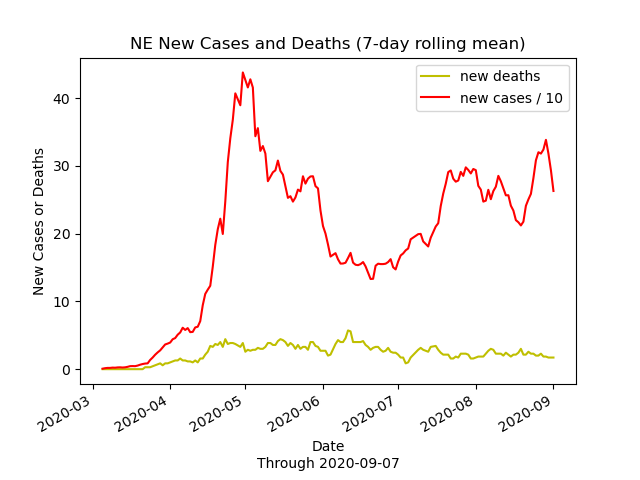 NE New Cases and Deaths (7-day rolling mean)
new deaths
new cases / 10
New Cases or Deaths
40
30
20
10
0
2020-03
2020-04
2020-05
2020-06
2020-07
2020-08
2020-09
Date
Through 2020-09-07